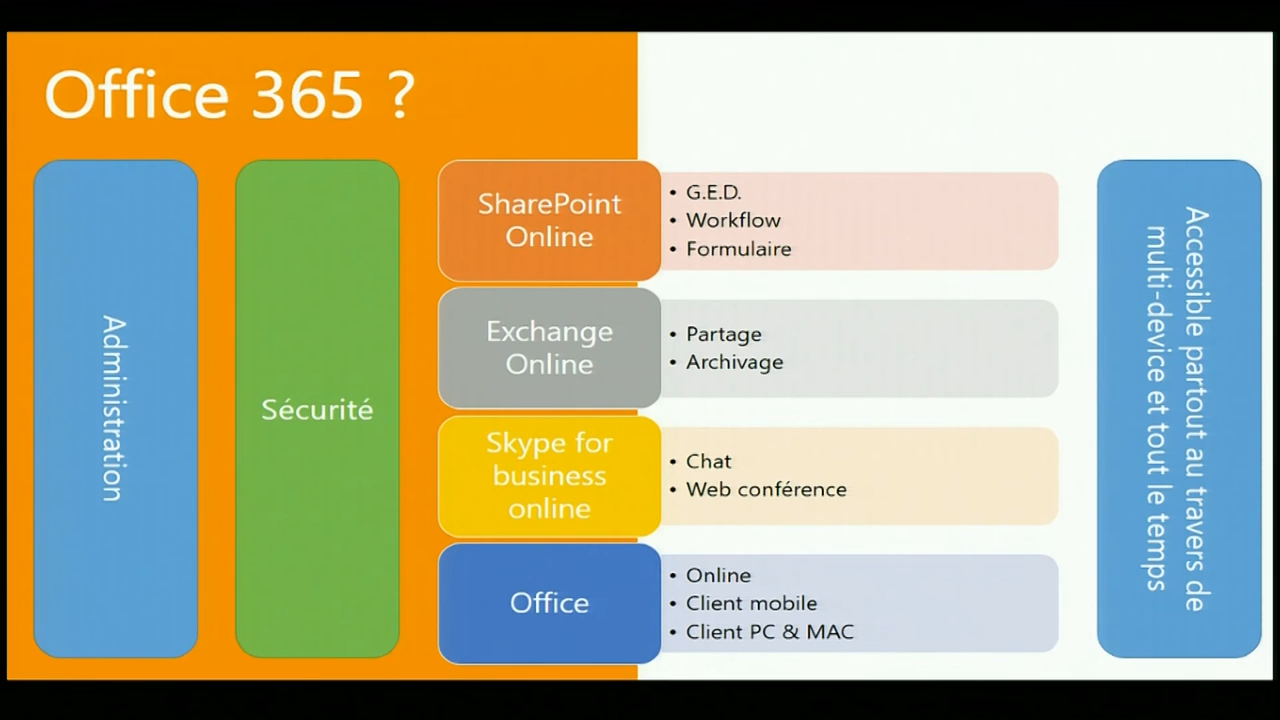 Office 365 ?
Administration
Sécurité
SharePoint
Online
• G.E.D.
• Workflow
• Formulaire
Exchange
Online
• Partage
• Archivage
Skype for
business
online
• Chat
• Web conférence
Office
• Online
• Client mobile
• Client PC & MAC
Accessible partout au travers de
multi-device et tout le temps